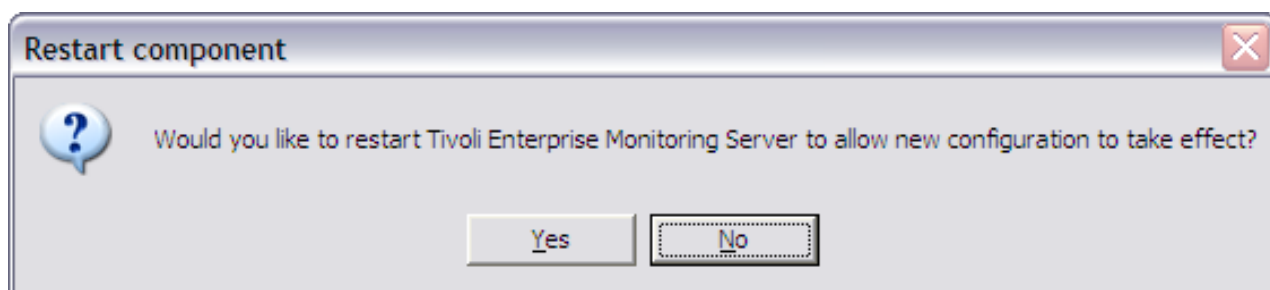 Restart component
?
Would you like to restart Tivoli Enterprise Monitoring Server to allow new configuration to take effect?
Yes No